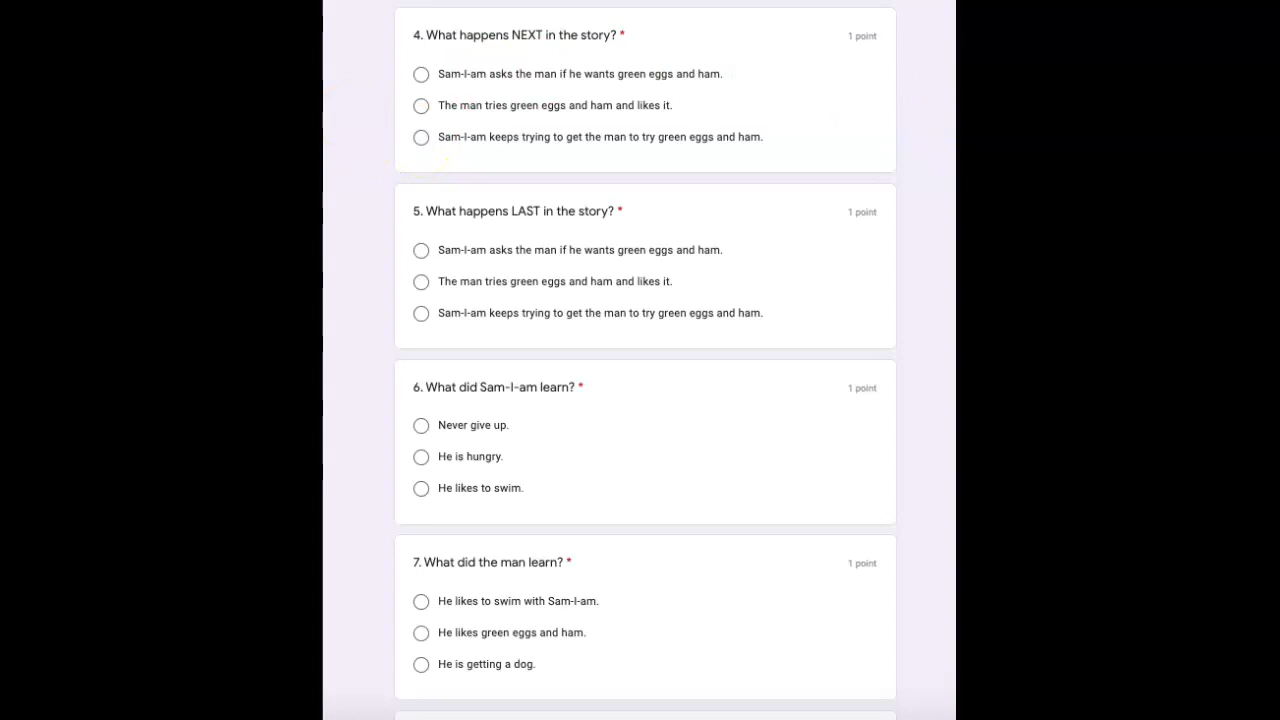 4. What happens NEXT in the story? *
1 point
Sam-I-am asks the man if he wants green eggs and ham.
The man tries green eggs and ham and likes it.
Sam-I-am keeps trying to get the man to try green eggs and ham.
5. What happens LAST in the story? *
1 point
Sam-I-am asks the man if he wants green eggs and ham.
The man tries green eggs and ham and likes it.
Sam-I-am keeps trying to get the man to try green eggs and ham.
6. What did Sam-I-am learn? *
1 point
Never give up.
He is hungry.
He likes to swim.
7. What did the man learn? *
1 point
He likes to swim with Sam-I-am.
He likes green eggs and ham.
He is getting a dog.